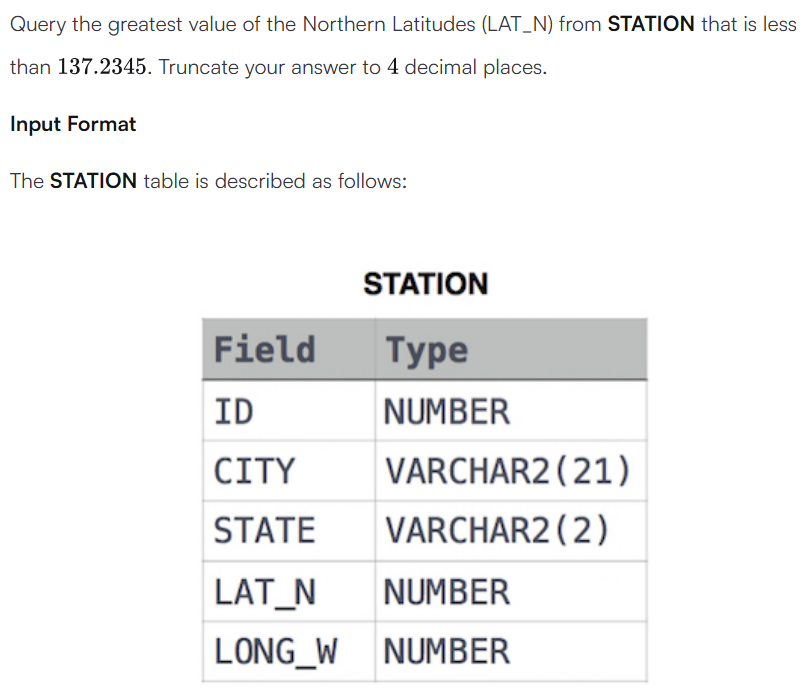 Query the greatest value of the Northern Latitudes (LAT_N) from STATION that is less
than 137.2345. Truncate your answer to 4 decimal places.
Input Format
The STATION table is described as follows:
STATION
Field Type
ID NUMBER
CITY VARCHAR2(21)
STATE VARCHAR2(2)
LAT_N NUMBER
LONG_W NUMBER